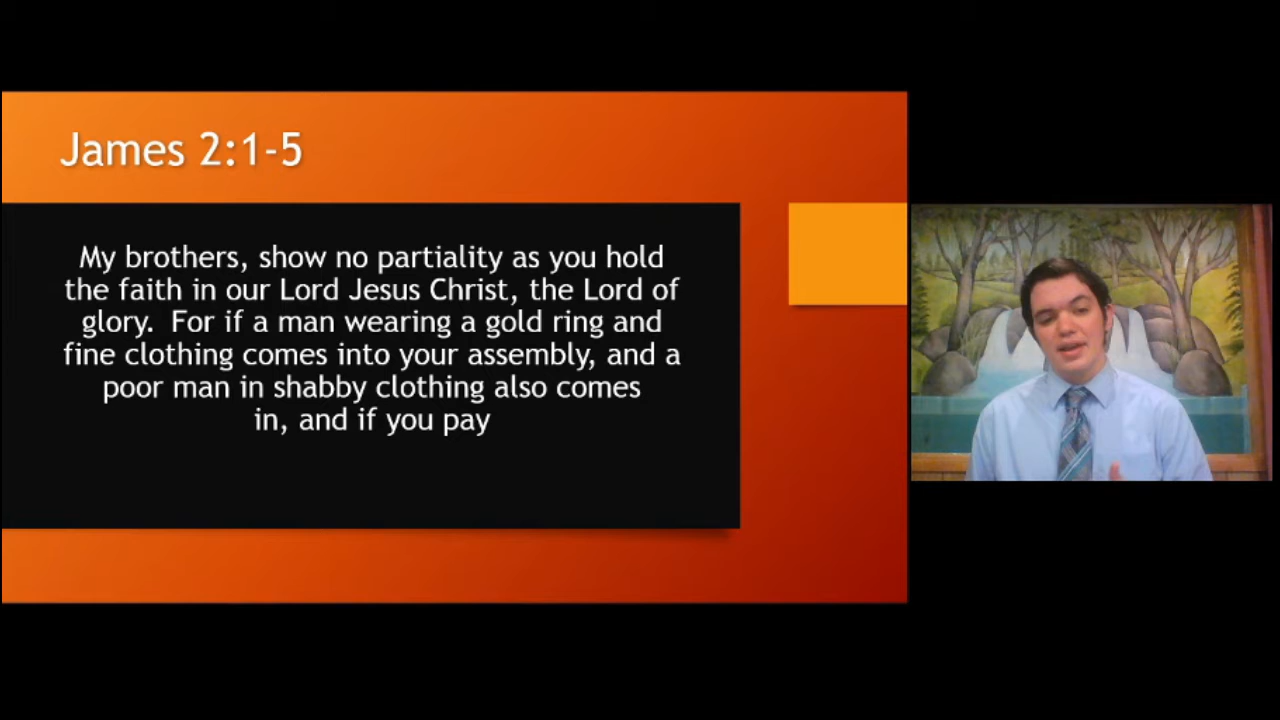 James 2:1-5
My brothers, show no partiality as you hold
the faith in our Lord Jesus Christ, the Lord of
glory.  For if a man wearing a gold ring and
fine clothing comes into your assembly, and a
poor man in shabby clothing also comes
in, and if you pay